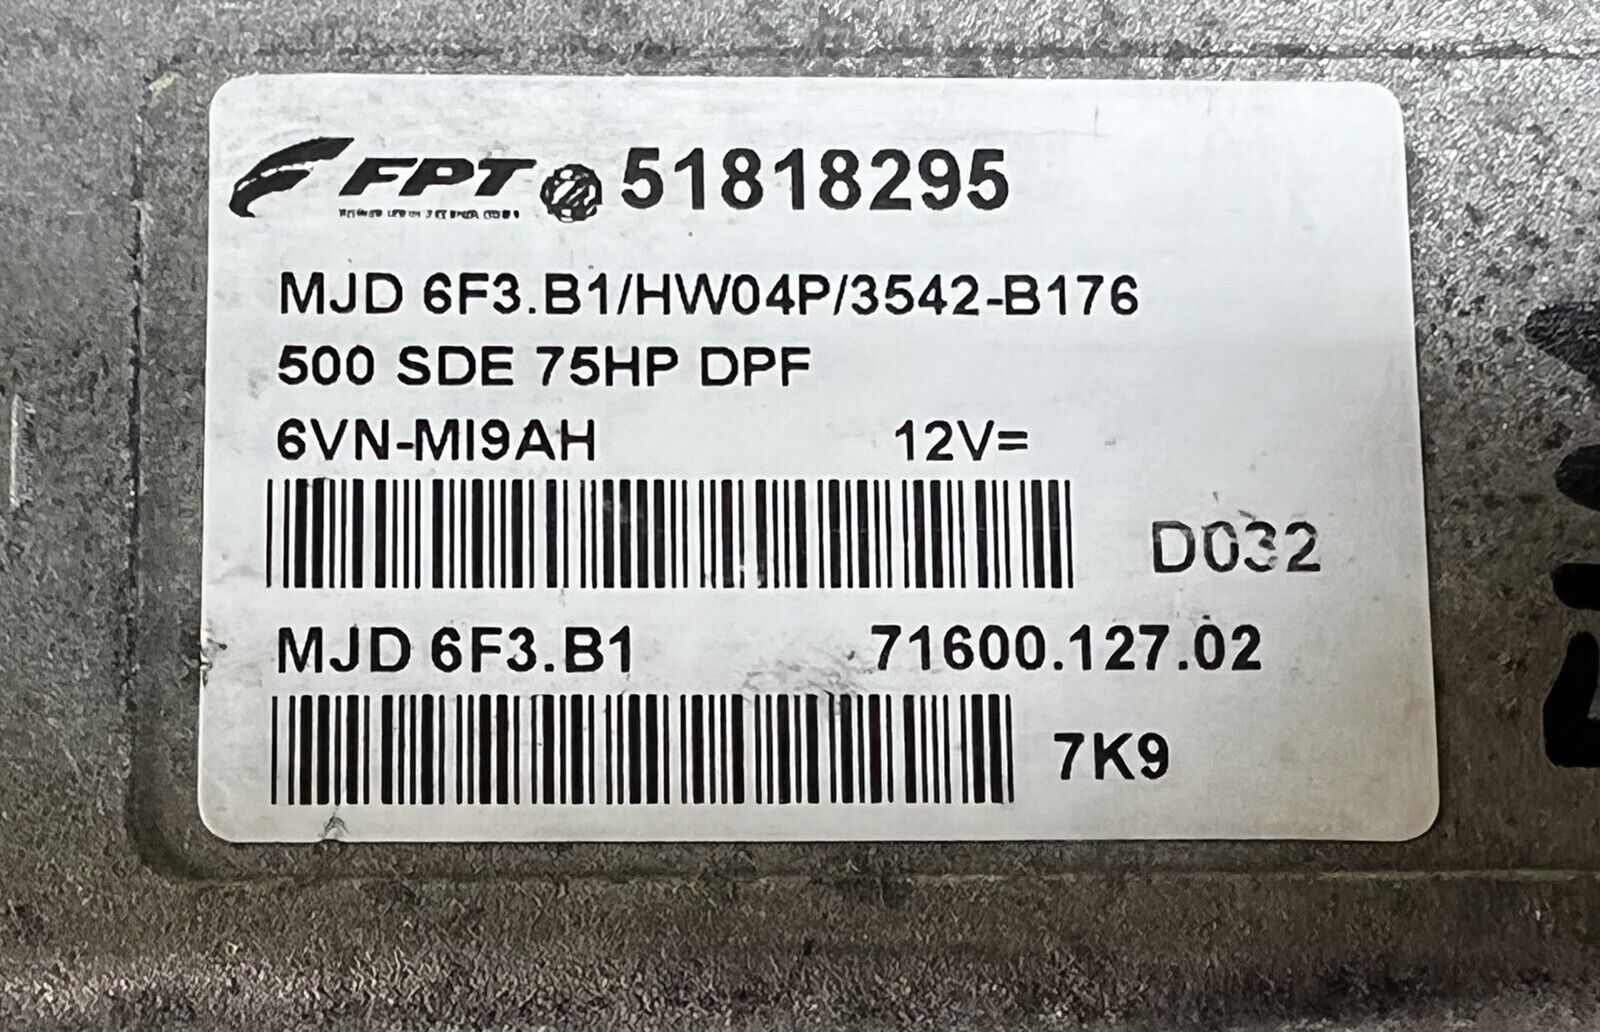 FPT 51818295
MJD 6F3.B1/HW04P/3542-B176
500 SDE 75HP DPF
6VN-MI9AH 12V=
D032
MJD 6F3.B1 71600.127.02
7K9